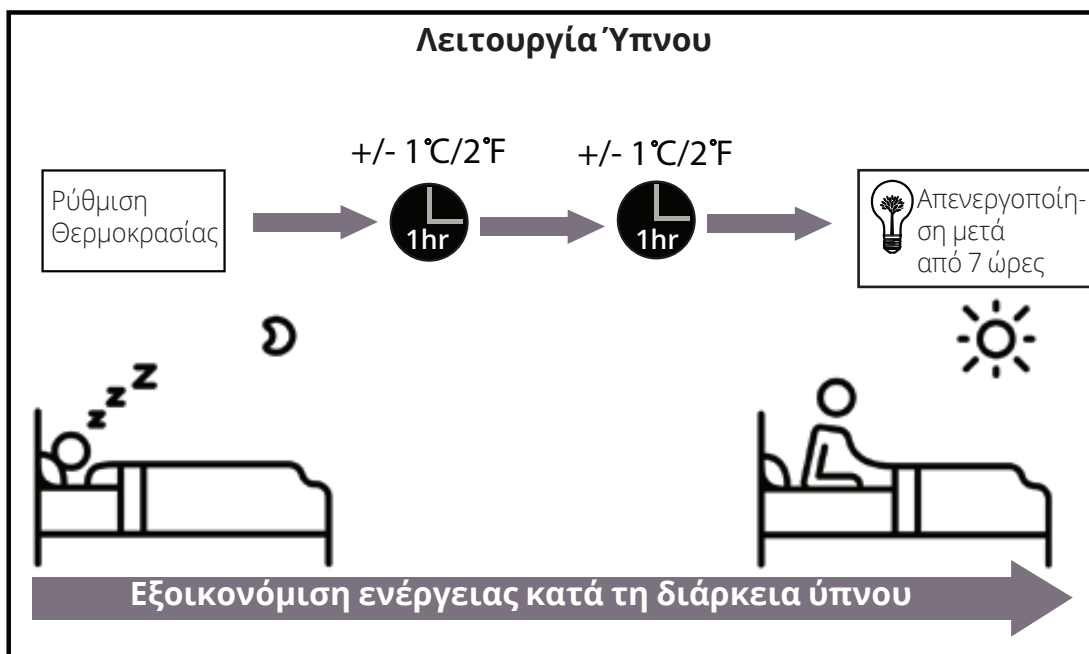 Λειτουργία Ύπνου
+/- 1°C/2°F
+/- 1°C/2°F
Ρύθμιση
Θερμοκρασίας
1hr
1hr
Απενεργοποίη-
ση μετά
από 7 ώρες
z z Z
Εξοικονόμιση ενέργειας κατά τη διάρκεια ύπνου